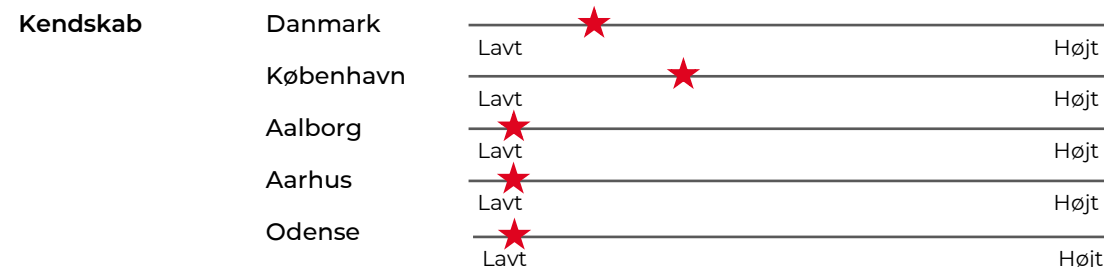 Kendskab Danmark
Lavt Højt
København
Lavt Højt
Aalborg
Lavt Højt
Aarhus
Lavt Højt
Odense
Lavt Højt